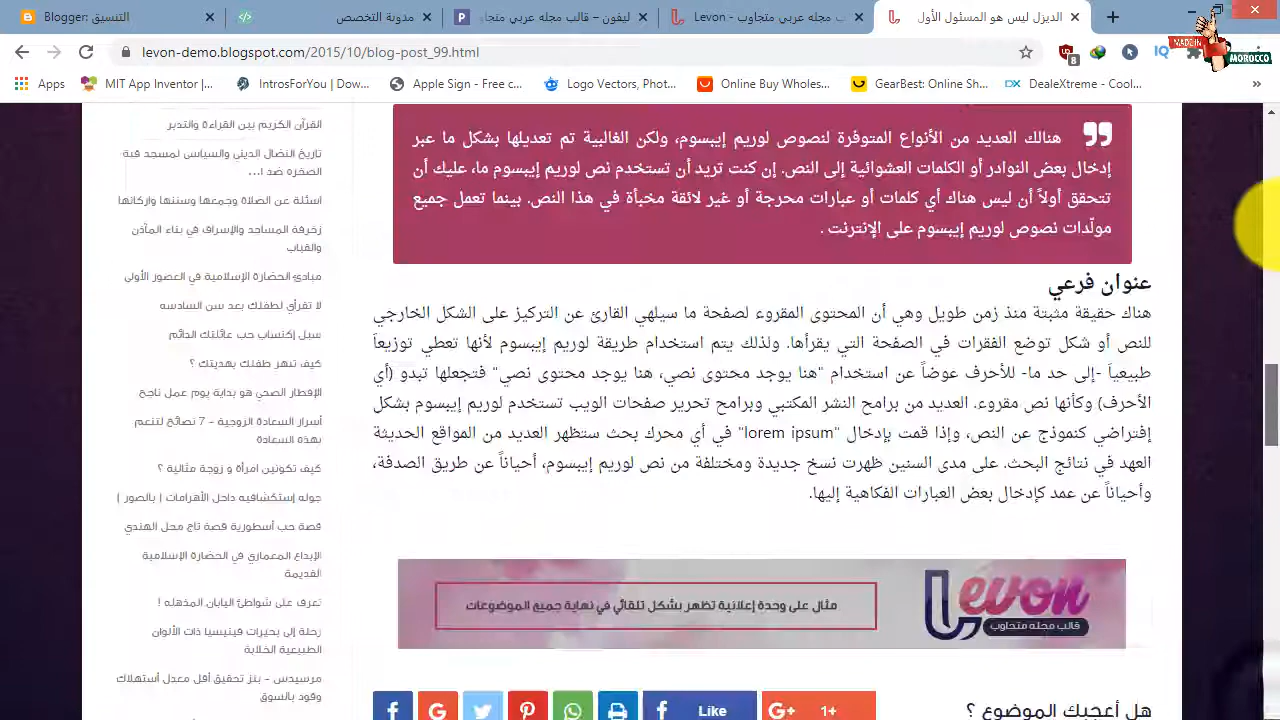 التنسيق :Blogger
مدونة التخصص
ليفون – قالب مجله عربي متجاو
Levon - ب مجله عربي متجاوب
الديزل ليس هو المسئول الأول
levon-demo.blogspot.com/2015/10/blog-post_99.html
8
IQ
MADE IN
MOROCCO
Apps
MIT App Inventor |...
IntrosForYou | Dow...
Apple Sign - Free c...
Logo Vectors, Phot...
Online Buy Wholes...
GearBest: Online Sh...
DX DealeXtreme - Cool...
»
هنالك العديد من الأنواع المتوفرة لنصوص لوريم إيبسوم، ولكن الغالبية تم تعديلها بشكل ما عبر
إدخال بعض النوادر أو الكلمات العشوائية إلى النص. إن كنت تريد أن تستخدم نص لوريم إيبسوم ما، عليك أن
تتحقق أولاً أن ليس هناك أي كلمات أو عبارات محرجة أو غير لائقة مخبأة في هذا النص. بينما تعمل جميع
مولّدات نصوص لوريم إيبسوم على الإنترنت .
عنوان فرعي
هناك حقيقة مثبتة منذ زمن طويل وهي أن المحتوى المقروء لصفحة ما سيلهي القارئ عن التركيز على الشكل الخارجي
للنص أو شكل توضع الفقرات في الصفحة التي يقرأها. ولذلك يتم استخدام طريقة لوريم إيبسوم لأنها تعطي توزيعاَ
طبيعياَ -إلى حد ما- للأحرف عوضاً عن استخدام "هنا يوجد محتوى نصي، هنا يوجد محتوى نصي" فتجعلها تبدو (أي
الأحرف) وكأنها نص مقروء. العديد من برامح النشر المكتبي وبرامح تحرير صفحات الويب تستخدم لوريم إيبسوم بشكل
إفتراضي كنموذج عن النص، وإذا قمت بإدخال "lorem ipsum" في أي محرك بحث ستظهر العديد من المواقع الحديثة
العهد في نتائج البحث. على مدى السنين ظهرت نسخ جديدة ومختلفة من نص لوريم إيبسوم، أحياناً عن طريق الصدفة،
وأحياناً عن عمد كإدخال بعض العبارات الفكاهية إليها.
Levon
قالب مجله متجاوب
مثال على وحدة إعلانية تظهر بشكل تلقائي في نهاية جميع الموضوعات
هل أعجبك الموضوع ؟
Like
G+ +1
القرآن الكريم بين القراءة والتدبر
تاريخ النضال الديني والسياسي لمسجد قبة
الصخره ضد ا...
اسئلة عن الصلاة وجمعها وسننها واركانها
زخرفة المساجد والإسراف في بناء المآذن
والقباب
مبادئ الحضارة الإسلامية في العصور الأولى
لا تقرأي لطفلك بعد سن السادسه
سبل إكتساب حب عائلتك الدائم
كيف تبهر طفلك بهديتك ؟
الإفطار الصحي هو بداية يوم عمل ناجح
أسرار السعادة الزوجية – 7 نصائح لتنعم
بهذه السعادة
كيف تكونين امرأة و زوجة مثالية ؟
جوله إستكشافيه داخل الأهرامات ( بالصور )
قصة حب أسطورية قصة تاج محل الهندي
الإبداع المعماري في الحضارة الإسلامية
القديمة
تعرف على شواطئ اليابان المذهله !
رحلة إلى بحيرات فينيسيا ذات الألوان
الطبيعية الخلابة
مرسيدس – بنز تحقيق أقل معدل أستهلاك
وقود بالسوق